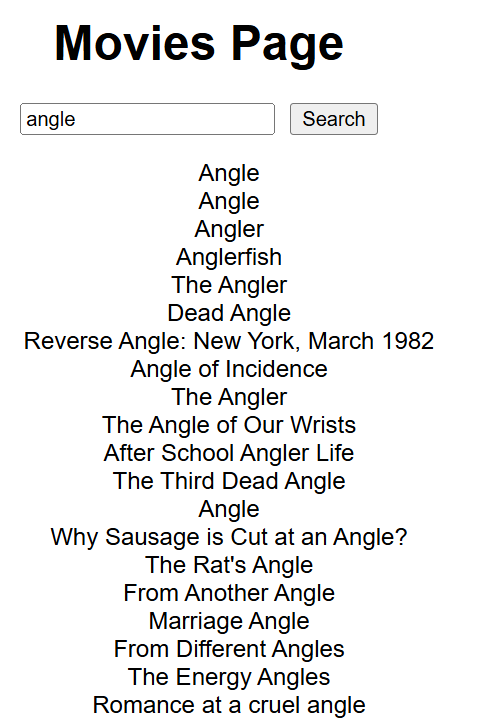 Movies Page
angle
Search
Angle
Angle
Angler
Anglerfish
The Angler
Dead Angle
Reverse Angle: New York, March 1982
Angle of Incidence
The Angler
The Angle of Our Wrists
After School Angler Life
The Third Dead Angle
Angle
Why Sausage is Cut at an Angle?
The Rat's Angle
From Another Angle
Marriage Angle
From Different Angles
The Energy Angles
Romance at a cruel angle